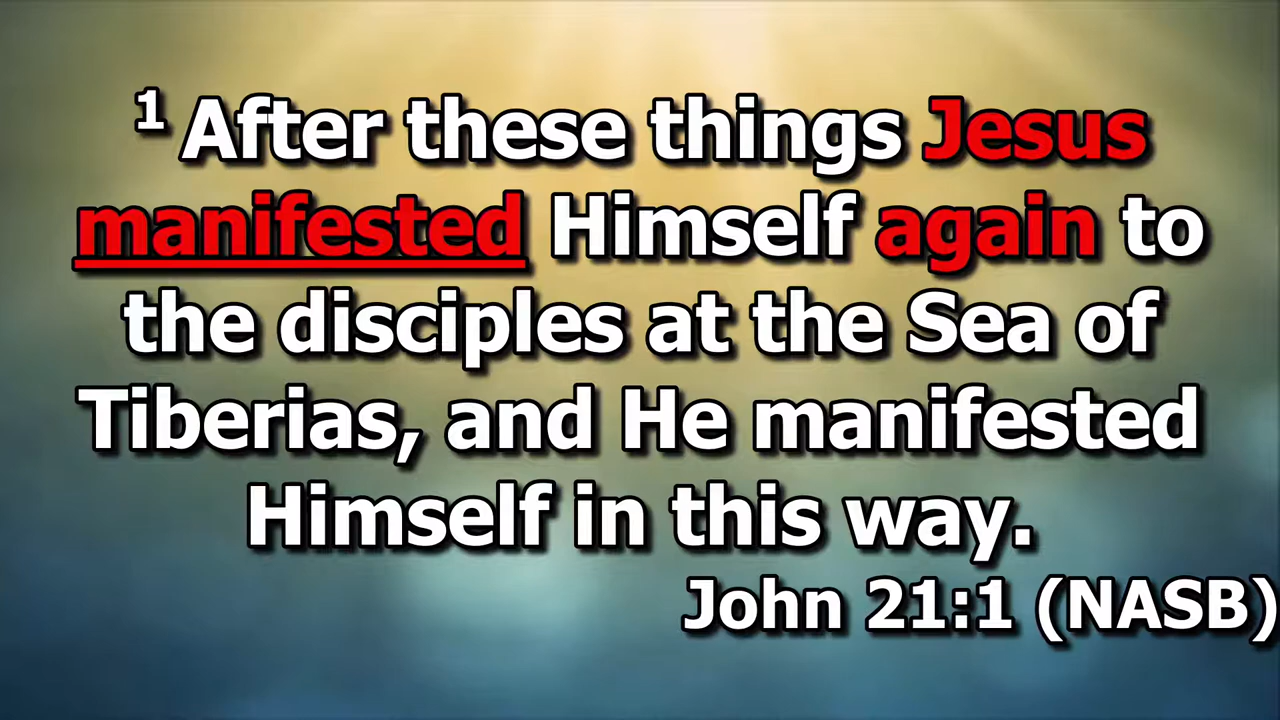 1 After these things Jesus
manifested Himself again to
the disciples at the Sea of
Tiberias, and He manifested
Himself in this way.
John 21:1 (NASB)